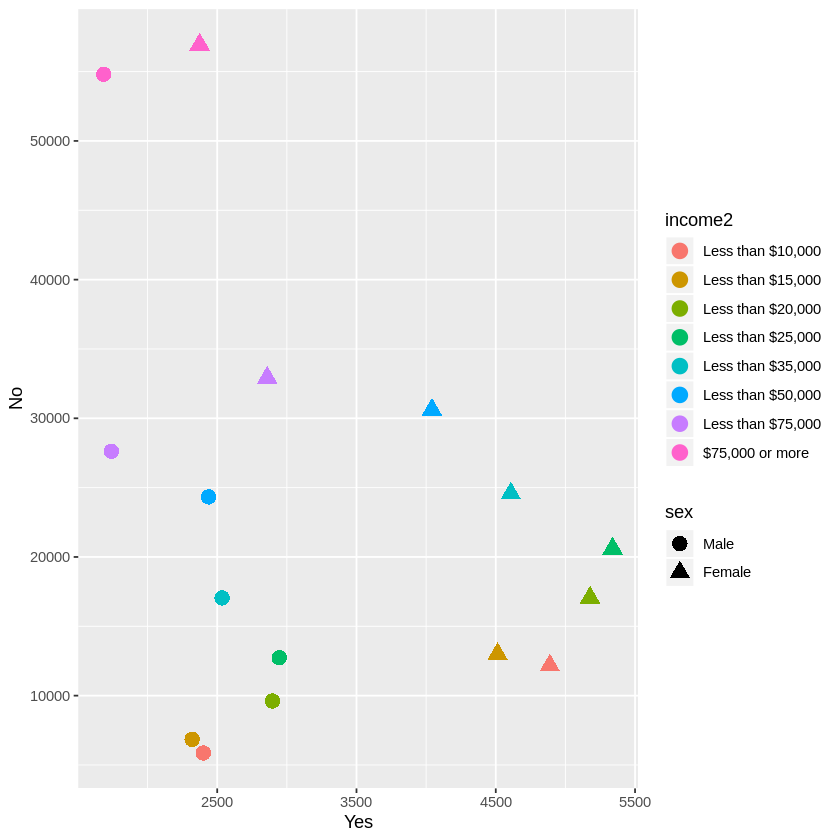 50000
40000
30000
20000
10000
No
2500
3500
4500
5500
Yes
income2
Less than $10,000
Less than $15,000
Less than $20,000
Less than $25,000
Less than $35,000
Less than $50,000
Less than $75,000
$75,000 or more
sex
Male
Female